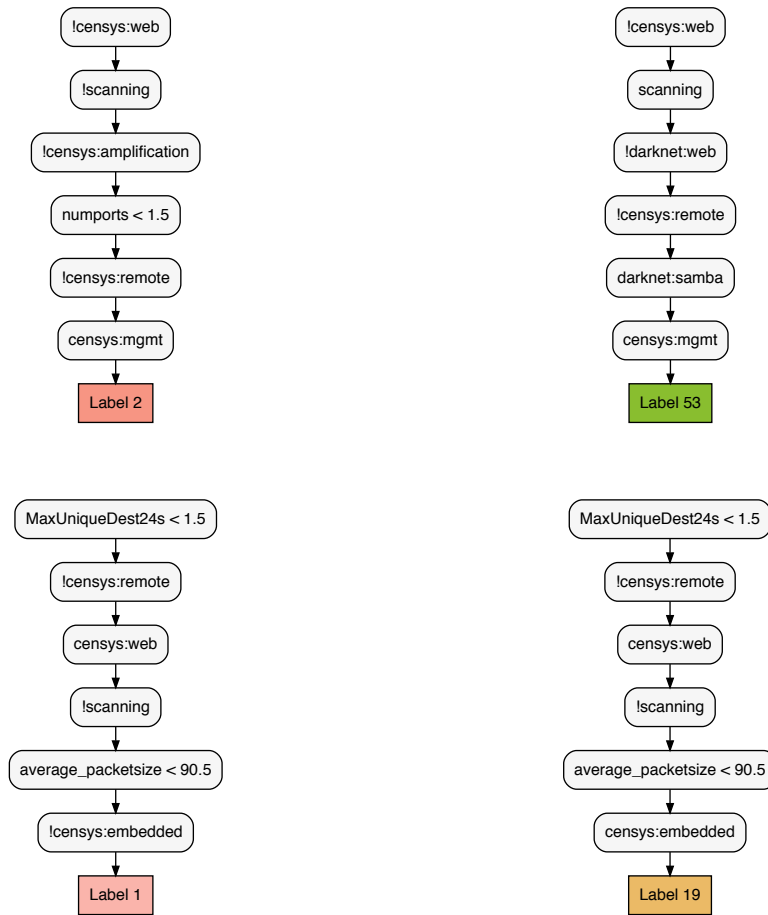 !censys:web
!scanning
!censys:amplification
numports < 1.5
!censys:remote
censys:mgmt
Label 2
!censys:web
scanning
!darknet:web
!censys:remote
darknet:samba
censys:mgmt
Label 53
MaxUniqueDest24s < 1.5
!censys:remote
censys:web
!scanning
average_packetsize < 90.5
!censys:embedded
Label 1
MaxUniqueDest24s < 1.5
!censys:remote
censys:web
!scanning
average_packetsize < 90.5
censys:embedded
Label 19